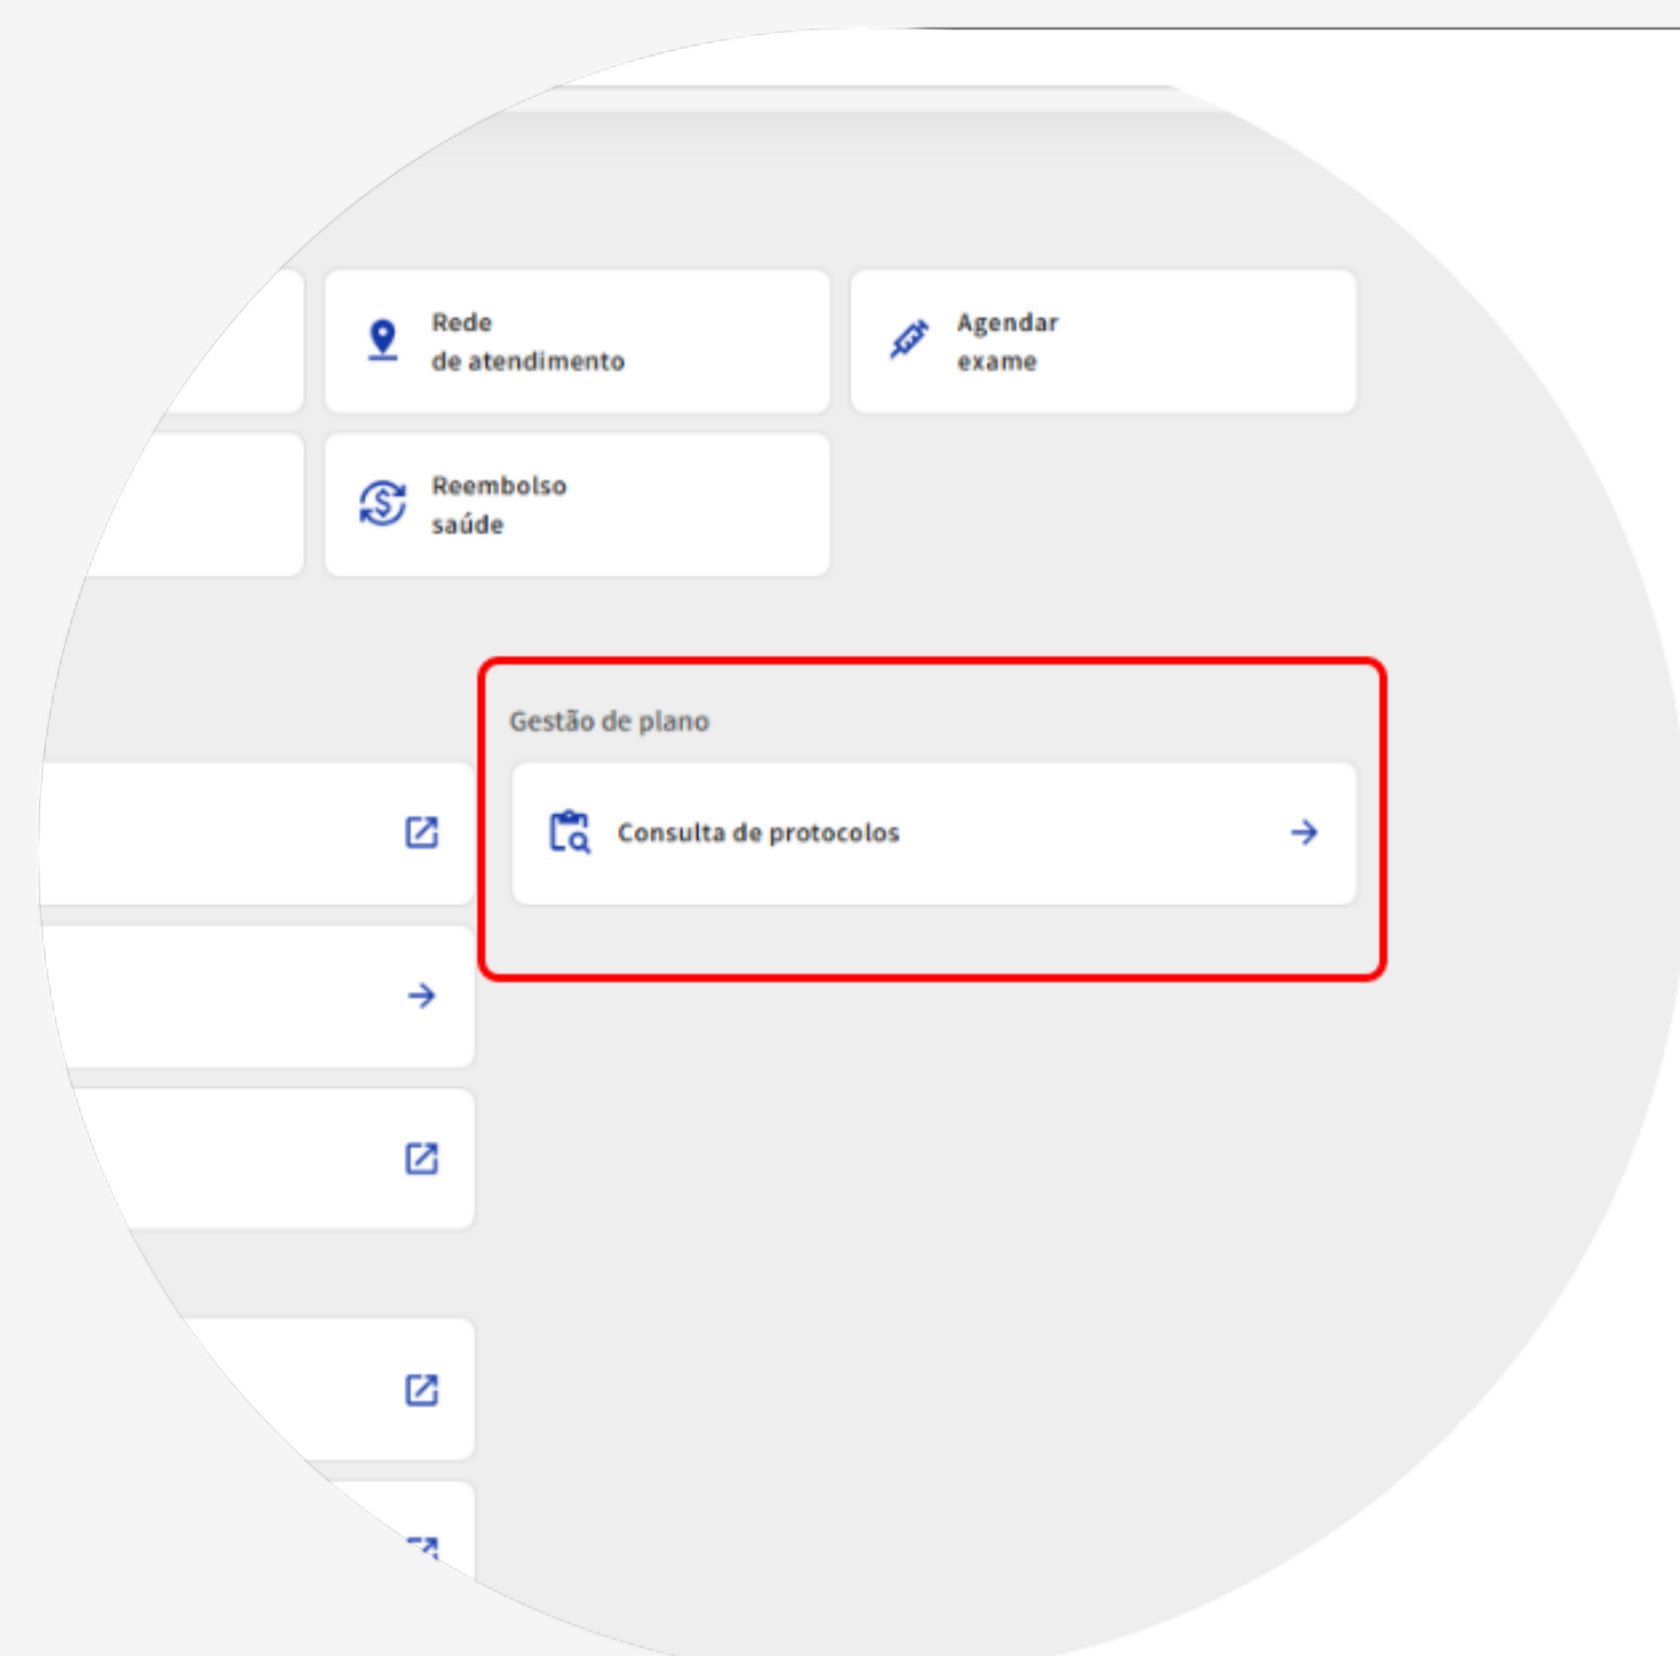 Rede
de atendimento
Agendar
exame
Reembolso
saúde
Gestão de plano
Consulta de protocolos